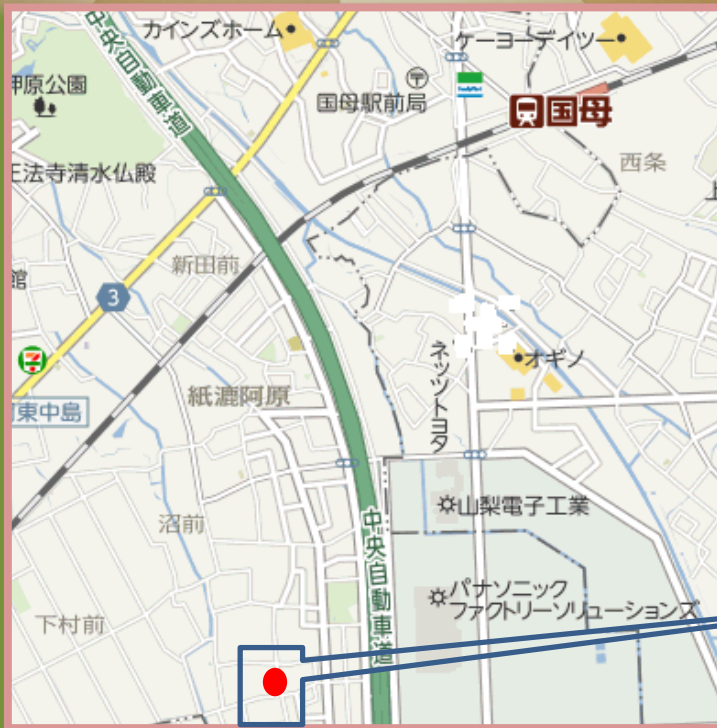 中央自動車道
カインズホーム
ケーヨーデイツー
国母駅前局
国母
西条
押原公園
正法寺清水仏殿
館
上
新田前
3
ネッツトヨタ
オギノ
紙漉阿原
東中島
沼前
山梨電子工業
中央自動車道
パナソニック
ファクトリーソリューションズ
下村前